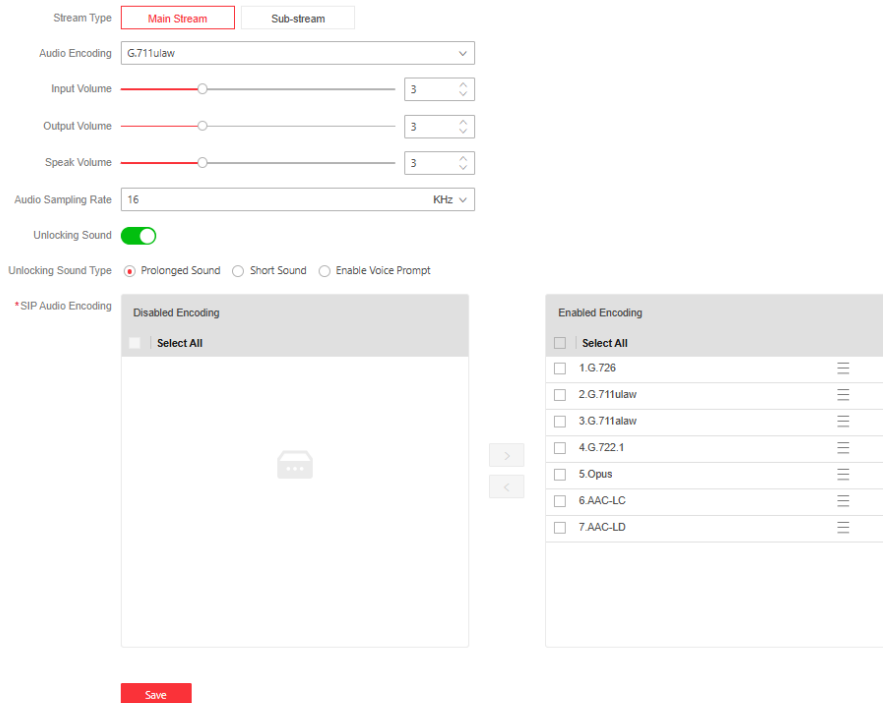 Stream Type Main Stream Sub-stream
Audio Encoding G.711ulaw
Input Volume 3
Output Volume 3
Speak Volume 3
Audio Sampling Rate 16 KHz
Unlocking Sound
Unlocking Sound Type Prolonged Sound Short Sound Enable Voice Prompt
*SIP Audio Encoding
Disabled Encoding
Select All
Enabled Encoding
Select All
1.G.726
2.G.711ulaw
3.G.711alaw
4.G.722.1
5.Opus
6.AAC-LC
7.AAC-LD
>
<
Save